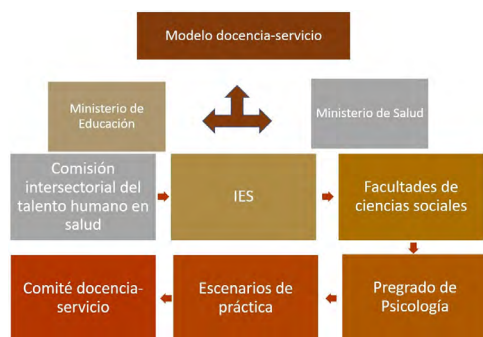 Modelo docencia-servicio
Ministerio de
Educación
Ministerio de Salud
Comisión
intersectorial del
talento humano en
salud
IES
Facultades de
ciencias sociales
Comité docencia-
servicio
Escenarios de
práctica
Pregrado de
Psicología